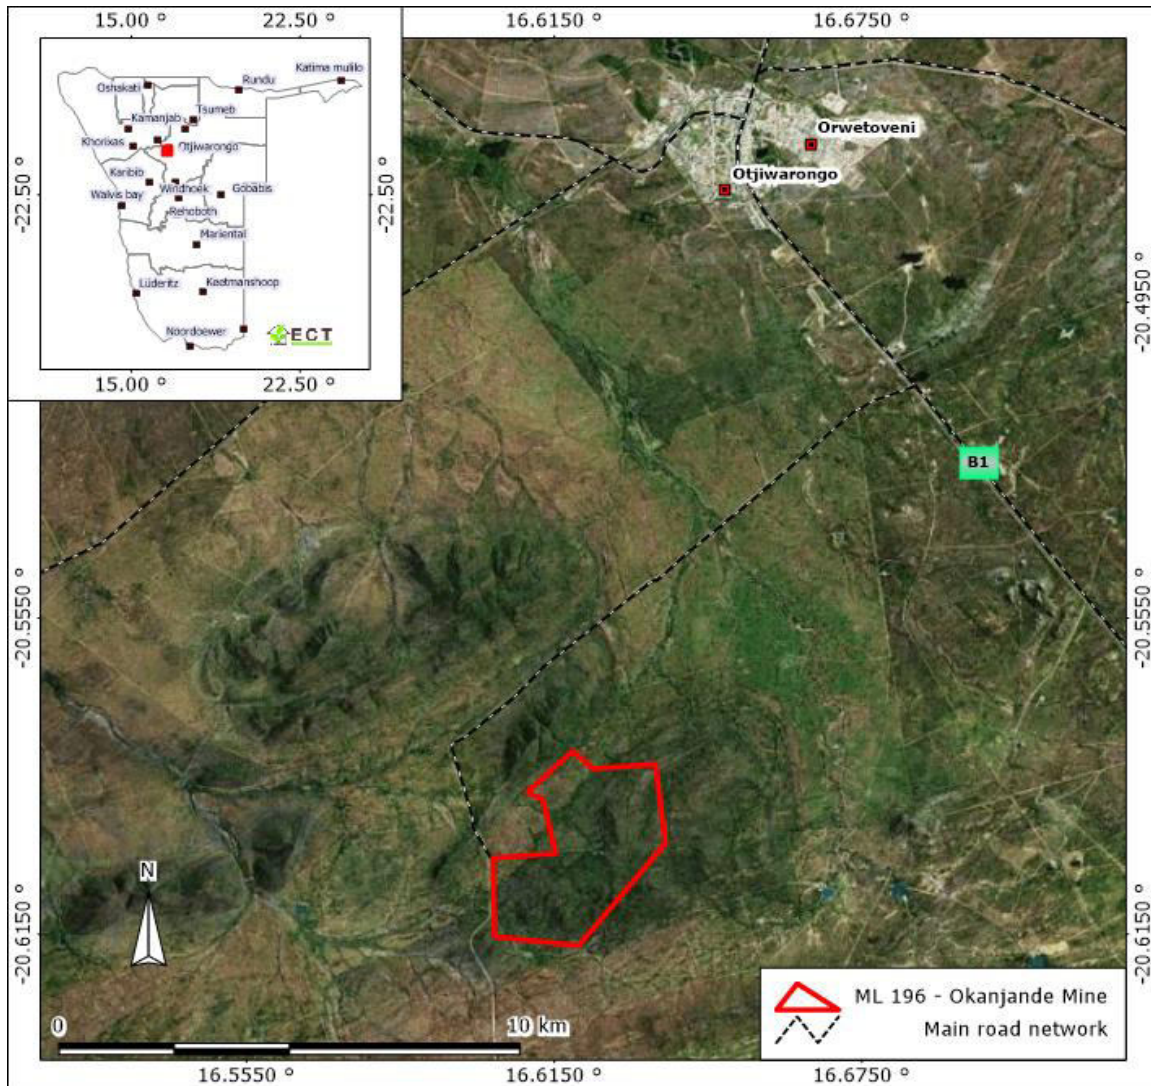 15.00 °
22.50 °
16.6150 °
16.6750 °
Katima mulilo
Oshakati
Rundu
Tsumeb
Kamanjab
Khorixas
Otjiwarongo
Karibib
Walvis bay
Windhoek
Gobabis
Rehoboth
Mariental
Lüderitz
Keetmanshoop
Noordoewer
ECT
-22.50 °
-22.50 °
15.00 °
22.50 °
Orwetoveni
Otjiwarongo
-20.4950 °
B1
-20.5550 °
-20.5550 °
-20.6150 °
-20.6150 °
N
0
10 km
ML 196 - Okanjande Mine
Main road network
16.5550 °
16.6150 °
16.6750 °